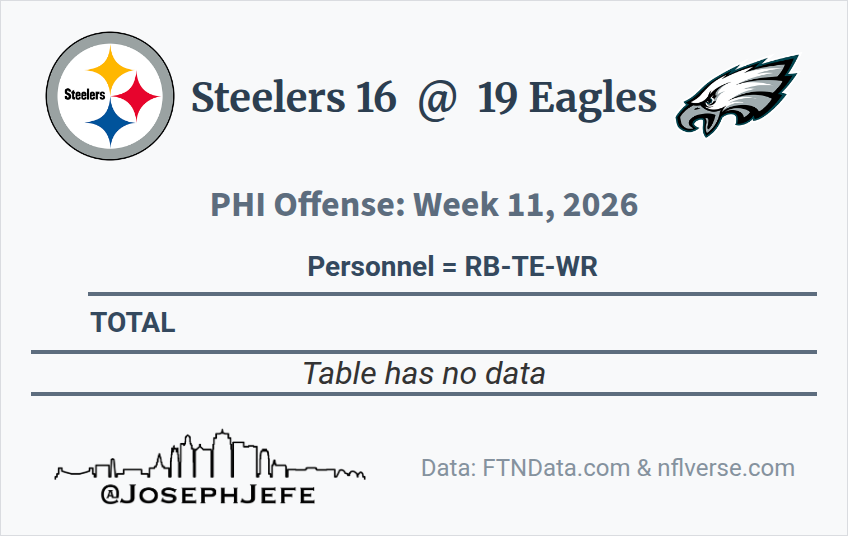 Steelers
Steelers 16 @ 19 Eagles
PHI Offense: Week 11, 2026
Personnel = RB-TE-WR
TOTAL
Table has no data
@JOSEPHJEFE
Data: FTNData.com & nflverse.com